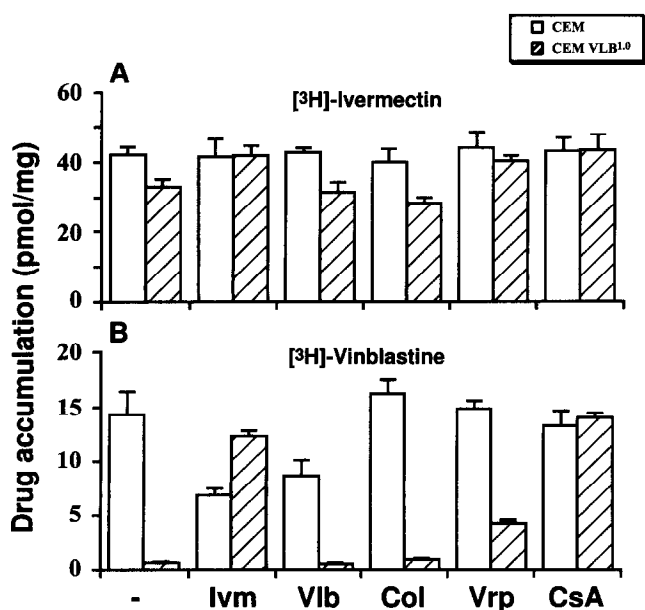 CEM
CEM VLB1.0
A
[3H]-Ivermectin
60
40
20
0
B
[3H]-Vinblastine
20
15
10
5
0
Drug accumulation (pmol/mg)
- Ivm Vlb Col Vrp CsA